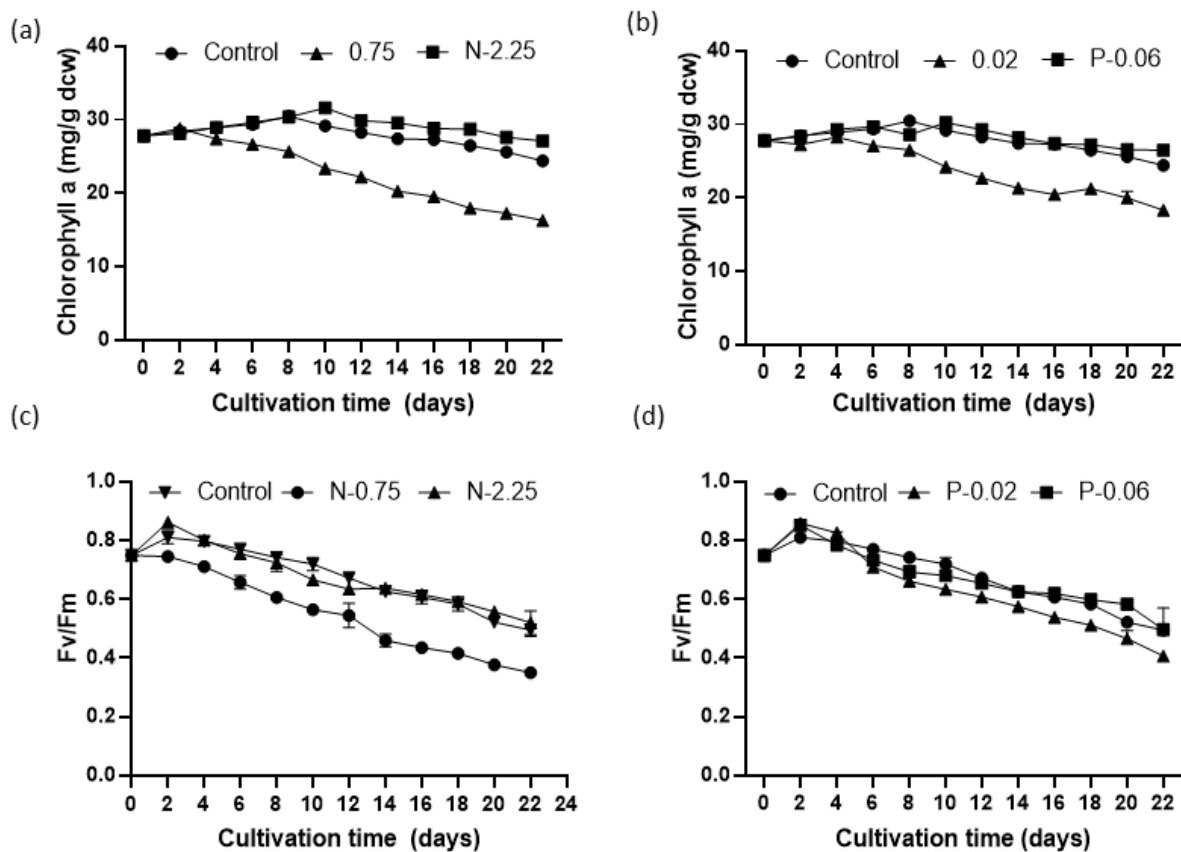 (a)
Control 0.75 N-2.25
Chlorophyll a (mg/g dcw)
40
30
20
10
0
0 2 4 6 8 10 12 14 16 18 20 22
Cultivation time (days)
(b)
Control 0.02 P-0.06
Chlorophyll a (mg/g dcw)
40
30
20
10
0
0 2 4 6 8 10 12 14 16 18 20 22
Cultivation time (days)
(c)
Control N-0.75 N-2.25
Fv/Fm
1.0
0.8
0.6
0.4
0.2
0.0
0 2 4 6 8 10 12 14 16 18 20 22 24
Cultivation time (days)
(d)
Control P-0.02 P-0.06
Fv/Fm
1.0
0.8
0.6
0.4
0.2
0.0
0 2 4 6 8 10 12 14 16 18 20 22
Cultivation time (days)